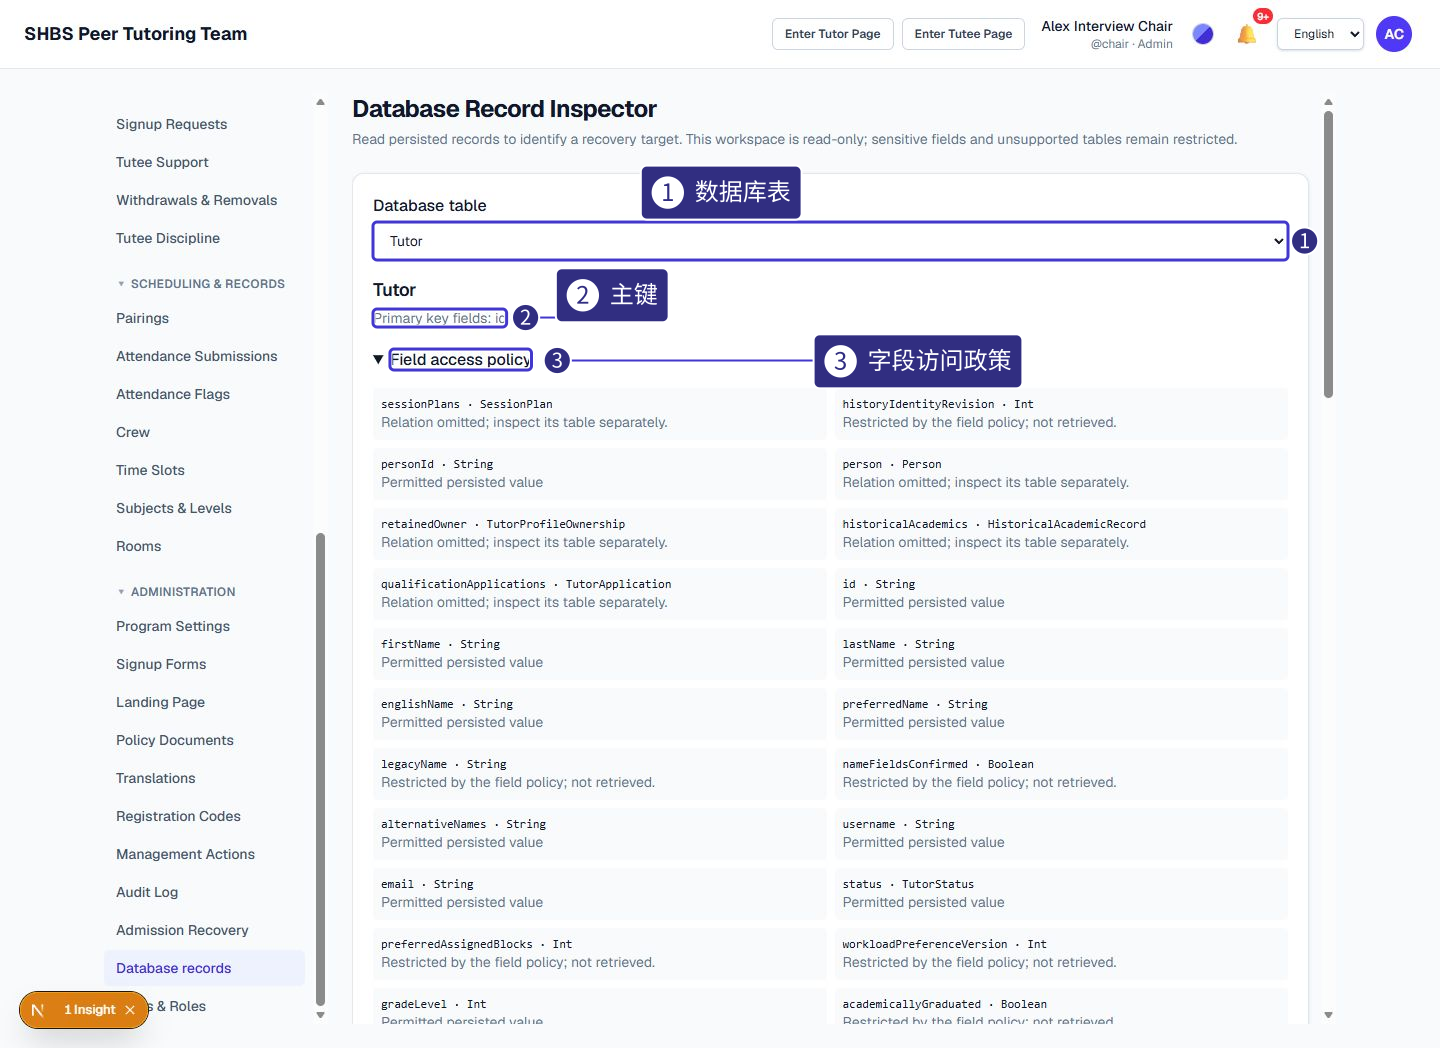 SHBS Peer Tutoring Team
Enter Tutor Page
Enter Tutee Page
Alex Interview Chair
@chair · Admin
9+
English
AC
Signup Requests
Tutee Support
Withdrawals & Removals
Tutee Discipline
SCHEDULING & RECORDS
Pairings
Attendance Submissions
Attendance Flags
Crew
Time Slots
Subjects & Levels
Rooms
ADMINISTRATION
Program Settings
Signup Forms
Landing Page
Policy Documents
Translations
Registration Codes
Management Actions
Audit Log
Admission Recovery
Database records
s & Roles
N 1 Insight ×
Database Record Inspector
Read persisted records to identify a recovery target. This workspace is read-only; sensitive fields and unsupported tables remain restricted.
1 数据库表
Database table
Tutor
1
Tutor
2 主键
Primary key fields: id
2
Field access policy
3
3 字段访问政策
sessionPlans · SessionPlan
Relation omitted; inspect its table separately.
historyIdentityRevision · Int
Restricted by the field policy; not retrieved.
personId · String
Permitted persisted value
person · Person
Relation omitted; inspect its table separately.
retainedOwner · TutorProfileOwnership
Relation omitted; inspect its table separately.
historicalAcademics · HistoricalAcademicRecord
Relation omitted; inspect its table separately.
qualificationApplications · TutorApplication
Relation omitted; inspect its table separately.
id · String
Permitted persisted value
firstName · String
Permitted persisted value
lastName · String
Permitted persisted value
englishName · String
Permitted persisted value
preferredName · String
Permitted persisted value
legacyName · String
Restricted by the field policy; not retrieved.
nameFieldsConfirmed · Boolean
Restricted by the field policy; not retrieved.
alternativeNames · String
Permitted persisted value
username · String
Permitted persisted value
email · String
Permitted persisted value
status · TutorStatus
Permitted persisted value
preferredAssignedBlocks · Int
Restricted by the field policy; not retrieved.
workloadPreferenceVersion · Int
Restricted by the field policy; not retrieved.
gradeLevel · Int
Permitted persisted value
academicallyGraduated · Boolean
Restricted by the field policy; not retrieved.